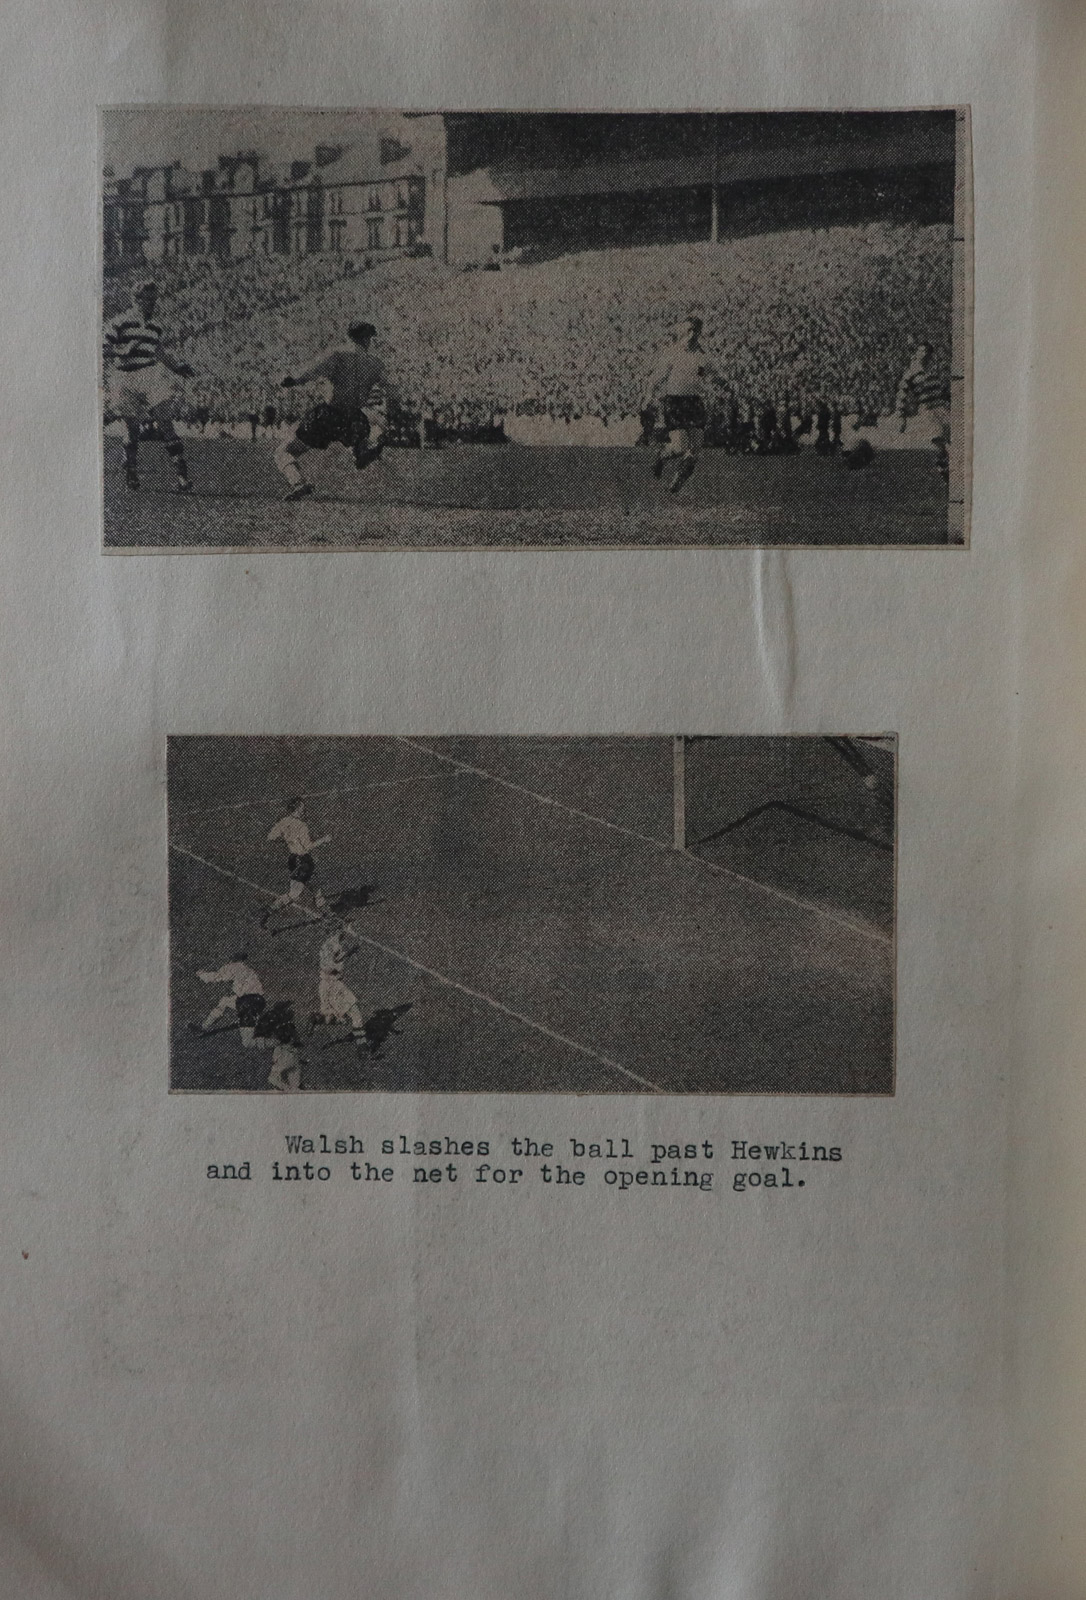 Walsh slashes the ball past Hewkins
and into the net for the opening goal.